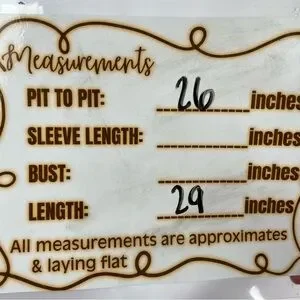 Measurements
PIT TO PIT: 26 inches
SLEEVE LENGTH: inches
BUST: inches
LENGTH: 29 inches
All measurements are approximates
& laying flat